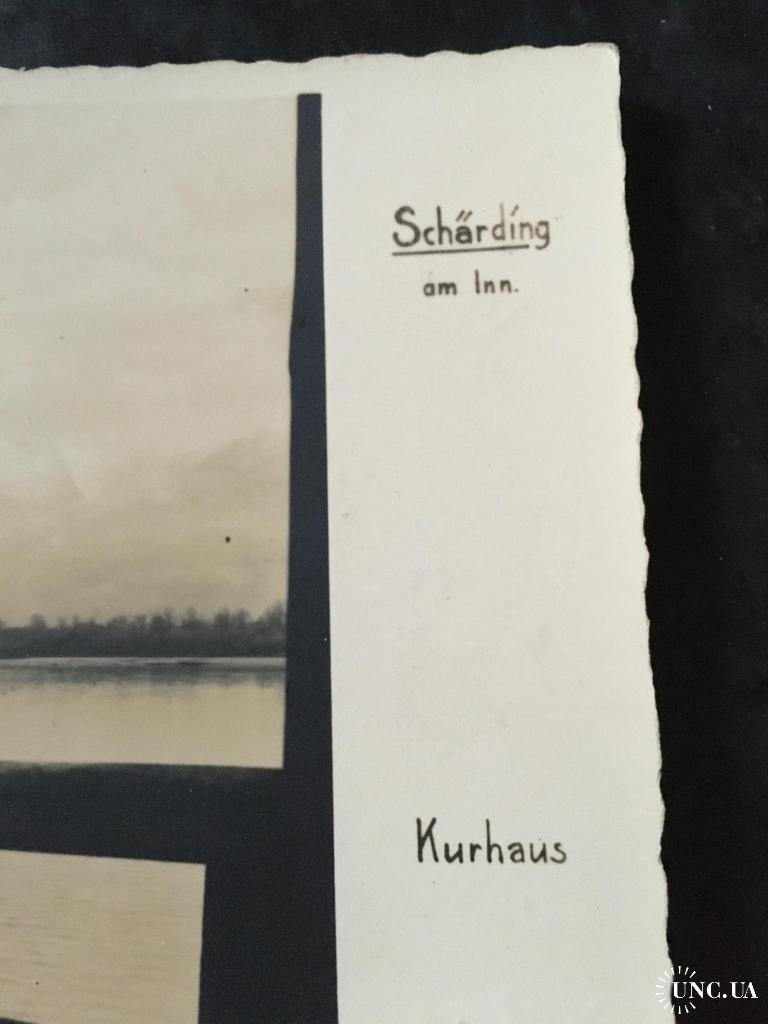 Schärding
am Inn.
Kurhaus
UNC.UA